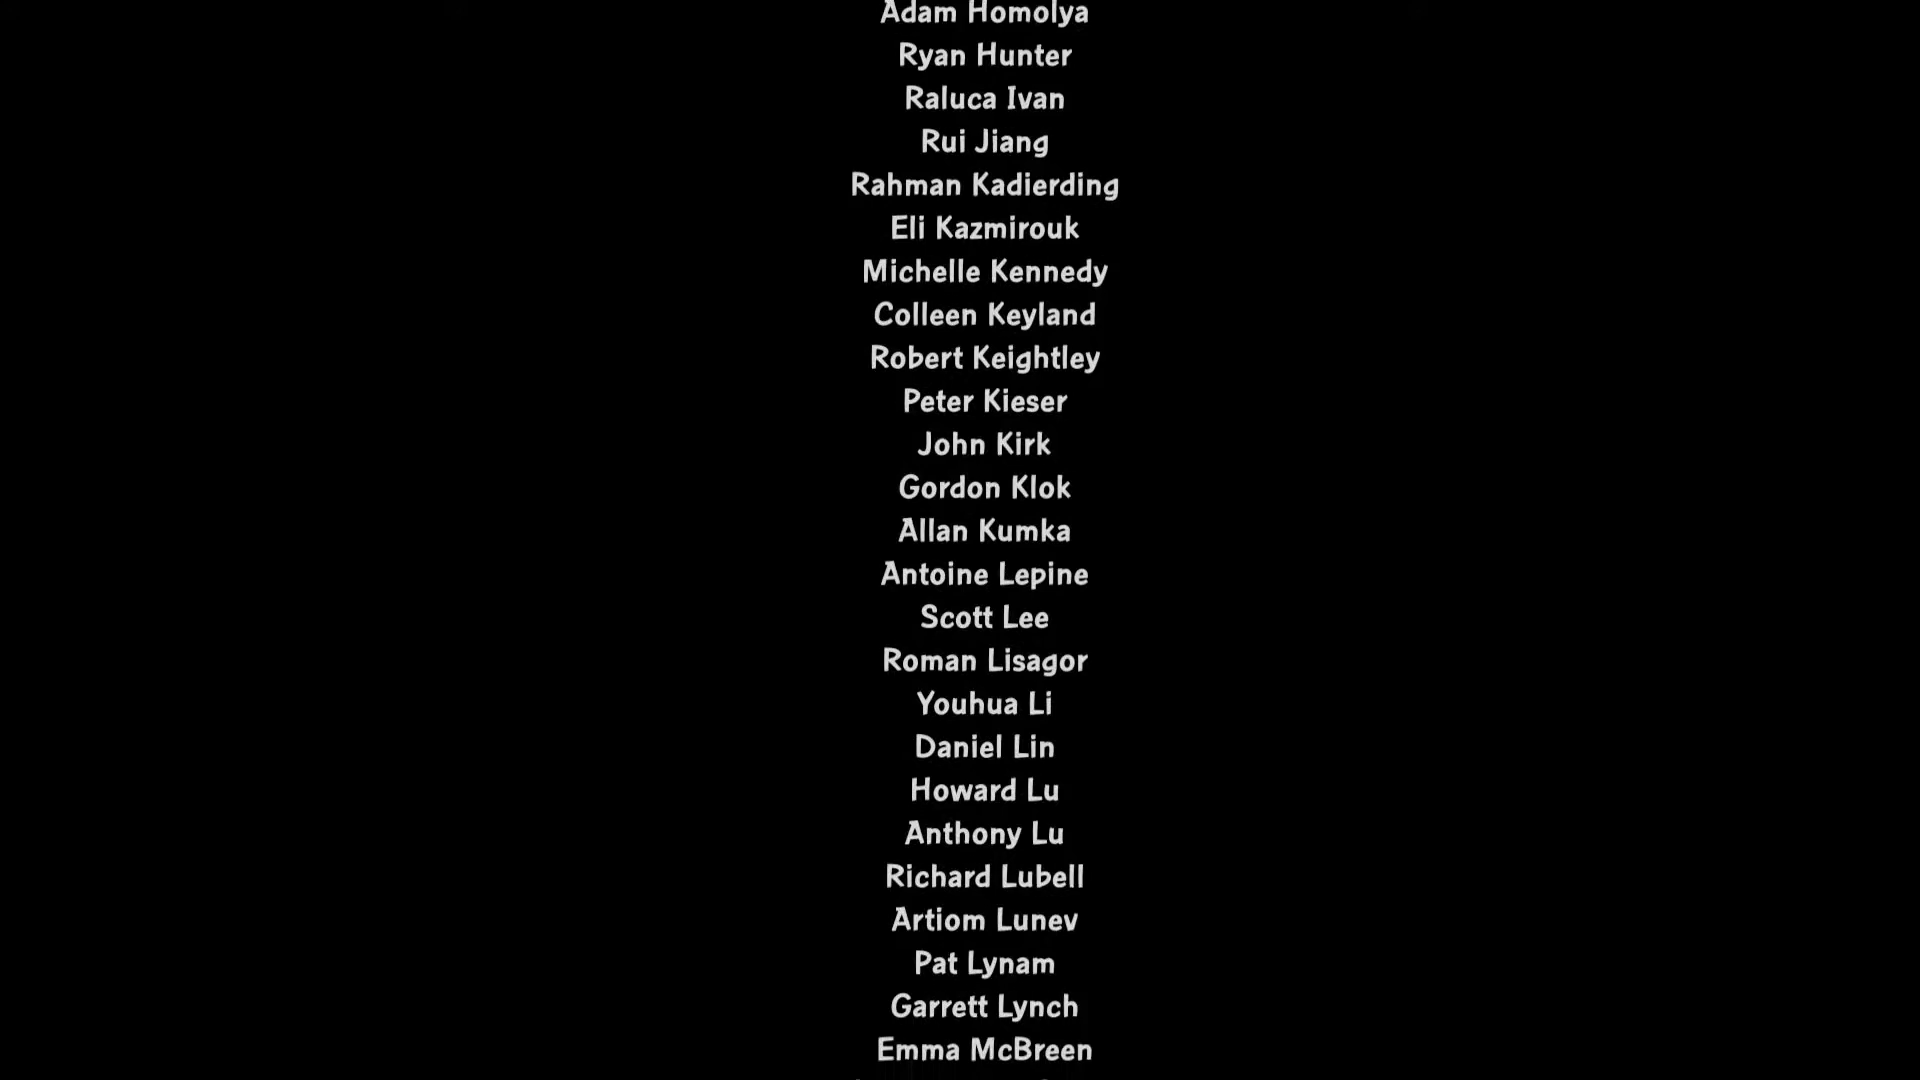 Adam Homolya
Ryan Hunter
Raluca Ivan
Rui Jiang
Rahman Kadierding
Eli Kazmirouk
Michelle Kennedy
Colleen Keyland
Robert Keightley
Peter Kieser
John Kirk
Gordon Klok
Allan Kumka
Antoine Lepine
Scott Lee
Roman Lisagor
Youhua Li
Daniel Lin
Howard Lu
Anthony Lu
Richard Lubell
Artiom Lunev
Pat Lynam
Garrett Lynch
Emma McBreen